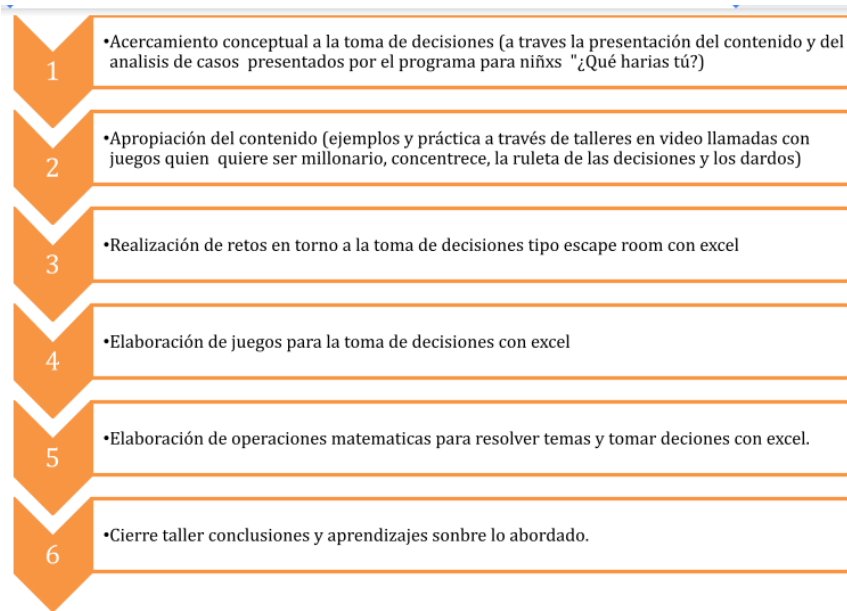 1
•Acercamiento conceptual a la toma de decisiones (a traves la presentación del contenido y del
analisis de casos presentados por el programa para niñxs "¿Qué harias tú?)
2
•Apropiación del contenido (ejemplos y práctica a través de talleres en video llamadas con
juegos quien quiere ser millonario, concentrece, la ruleta de las decisiones y los dardos)
3
•Realización de retos en torno a la toma de decisiones tipo escape room con excel
4
•Elaboración de juegos para la toma de decisiones con excel
5
•Elaboración de operaciones matematicas para resolver temas y tomar deciones con excel.
6
•Cierre taller conclusiones y aprendizajes sonbre lo abordado.